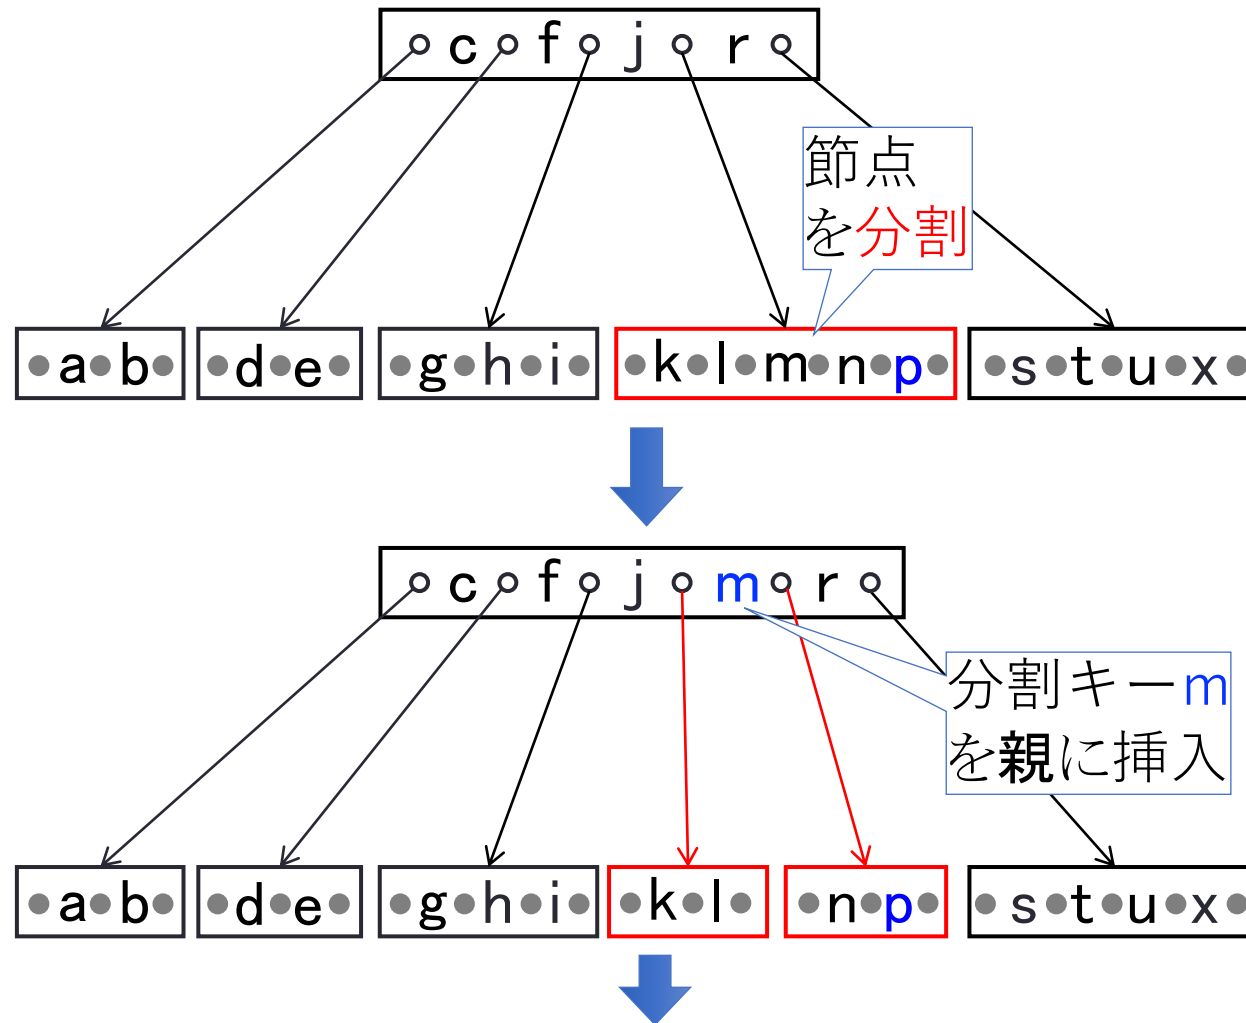 c f j r
節点
を分割
a b
d e
g h i
k l m n p
s t u x
c f j m r
分割キーm
を親に挿入
a b
d e
g h i
k l
n p
s t u x